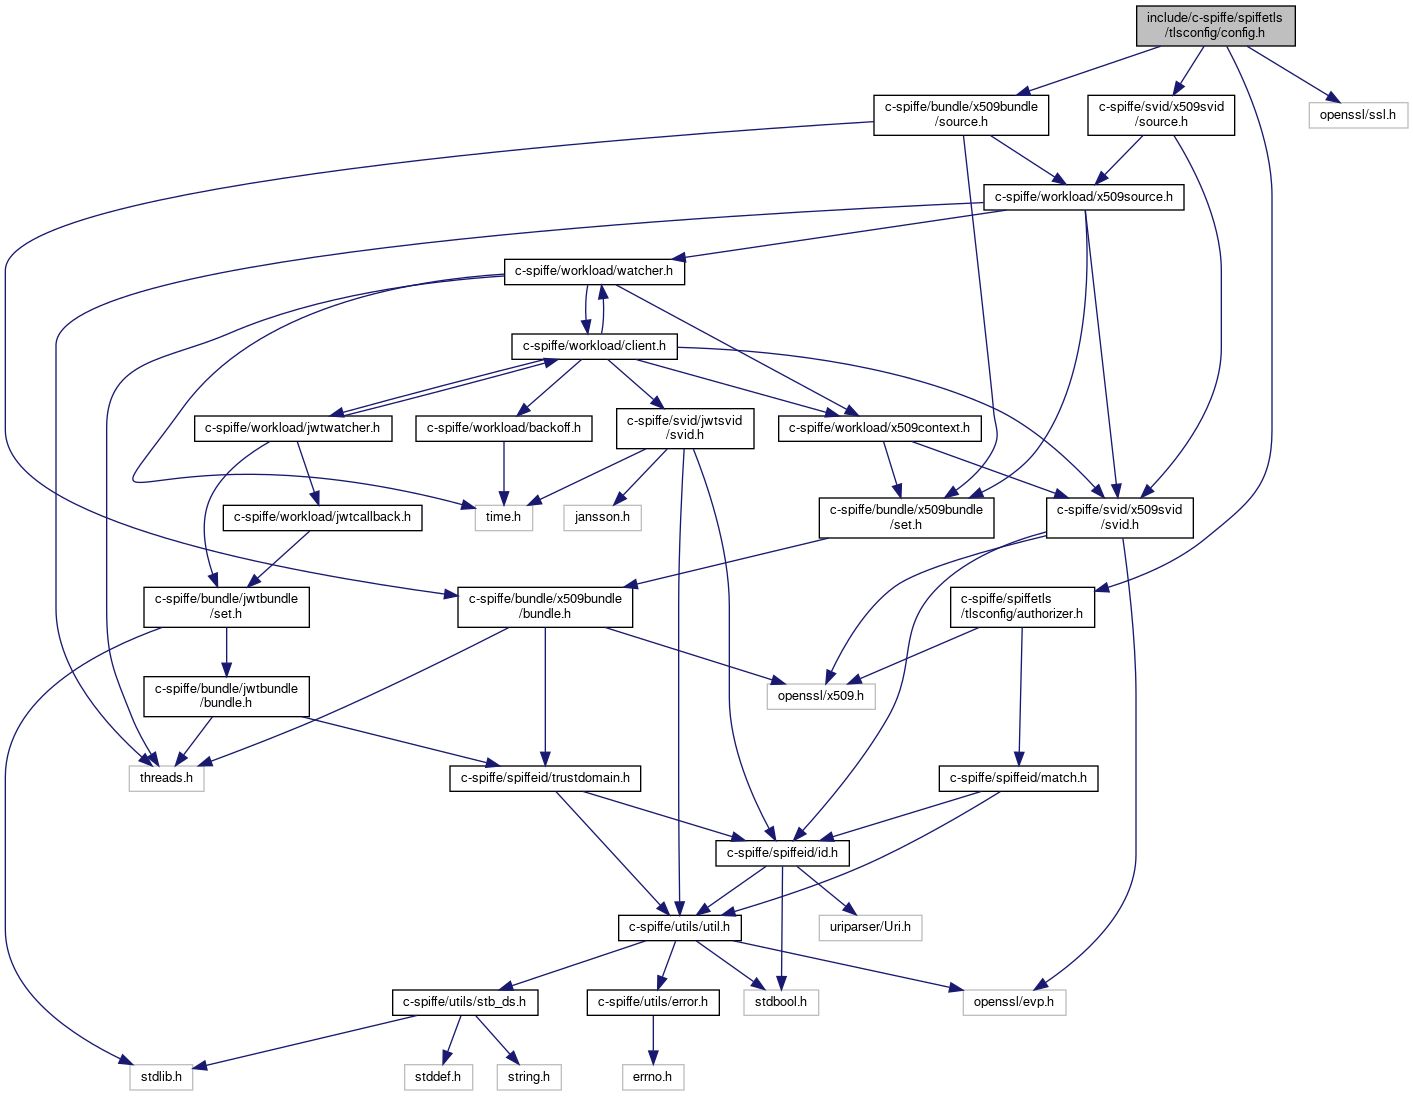 include/c-spiffe/spiffetls
/tlsconfig/config.h
c-spiffe/bundle/x509bundle
/source.h
c-spiffe/svid/x509svid
/source.h
openssl/ssl.h
c-spiffe/workload/x509source.h
c-spiffe/workload/watcher.h
c-spiffe/workload/client.h
c-spiffe/workload/jwtwatcher.h
c-spiffe/workload/backoff.h
c-spiffe/svid/jwtsvid
/svid.h
c-spiffe/workload/x509context.h
c-spiffe/workload/jwtcallback.h
time.h
jansson.h
c-spiffe/bundle/x509bundle
/set.h
c-spiffe/svid/x509svid
/svid.h
c-spiffe/bundle/jwtbundle
/set.h
c-spiffe/bundle/x509bundle
/bundle.h
c-spiffe/spiffetls
/tlsconfig/authorizer.h
c-spiffe/bundle/jwtbundle
/bundle.h
openssl/x509.h
threads.h
c-spiffe/spiffeid/trustdomain.h
c-spiffe/spiffeid/match.h
c-spiffe/spiffeid/id.h
c-spiffe/utils/util.h
uriparser/Uri.h
c-spiffe/utils/stb_ds.h
c-spiffe/utils/error.h
stdbool.h
openssl/evp.h
stdlib.h
stddef.h
string.h
errno.h